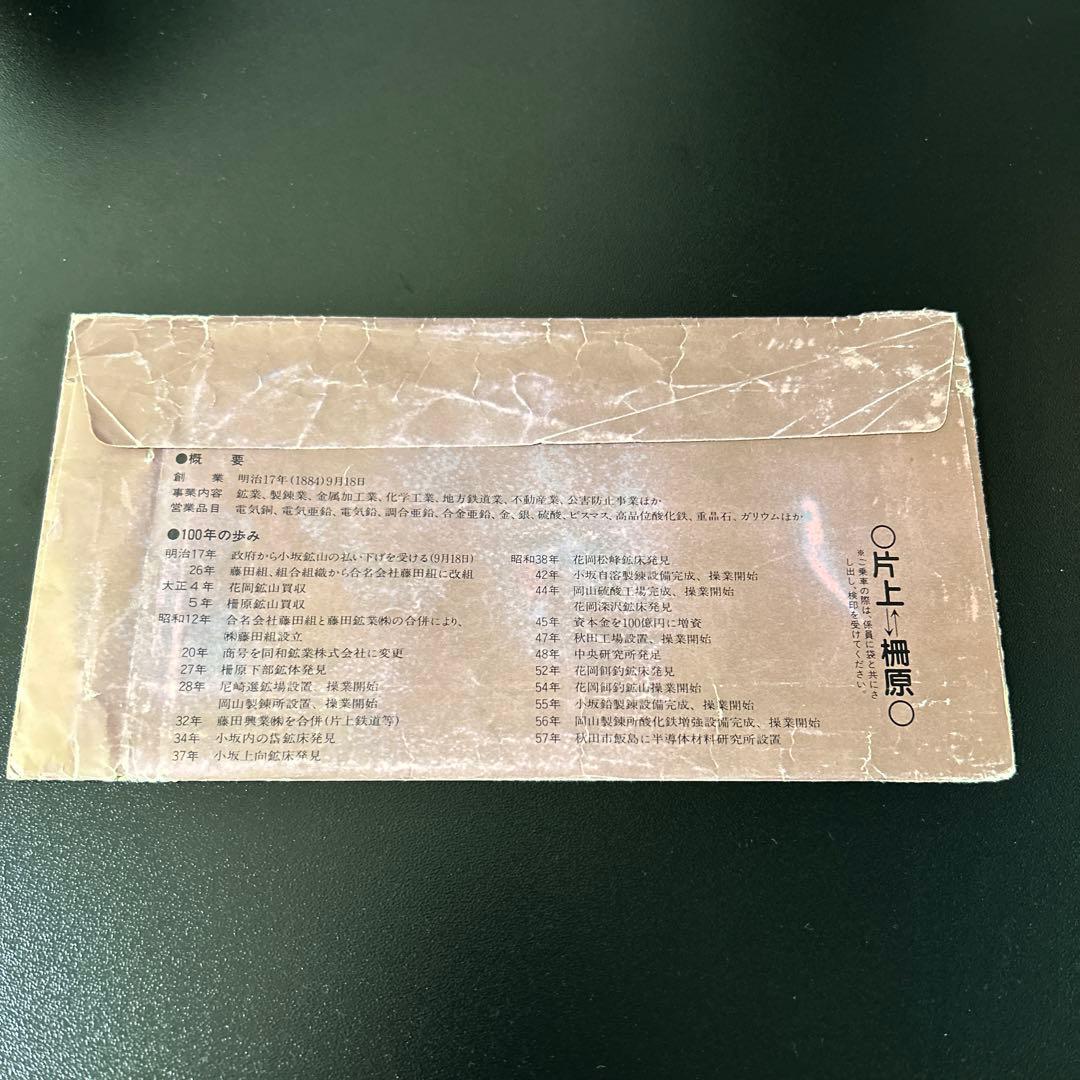 ●概　要
創　業　明治17年(1884)9月18日
事業内容　鉱業、製錬業、金属加工業、化学工業、地方鉄道業、不動産業、公害防止事業ほか
営業品目　電気銅、電気亜鉛、電気鉛、調合亜鉛、合金亜鉛、金、銀、硫酸、ビスマス、高品位酸化鉄、重晶石、ガリウムほか
●100年の歩み
明治17年　政府から小坂鉱山の払い下げを受ける(9月18日)
26年　藤田組、組合組織から合名会社藤田組に改組
大正4年　花岡鉱山買収
5年　柵原鉱山買収
昭和12年　合名会社藤田組と藤田鉱業㈱の合併により、
㈱藤田組設立
20年　商号を同和鉱業株式会社に変更
27年　柵原下部鉱体発見
28年　尼崎選鉱場設置、操業開始
岡山製錬所設置、操業開始
32年　藤田興業㈱を合併(片上鉄道等)
34年　小坂内の岱鉱床発見
37年　小坂上向鉱床発見
昭和38年　花岡松峰鉱床発見
42年　小坂自溶製錬設備完成、操業開始
44年　岡山硫酸工場完成、操業開始
花岡深沢鉱床発見
45年　資本金を100億円に増資
47年　秋田工場設置、操業開始
48年　中央研究所発足
52年　花岡餌釣鉱床発見
54年　花岡餌釣鉱山操業開始
55年　小坂鉛製錬設備完成、操業開始
56年　岡山製錬所酸化鉄増強設備完成、操業開始
57年　秋田市飯島に半導体材料研究所設置
○片上⇄柵原○
※ご乗車の際は、係員に袋と共にさ
し出し、検印を受けてください。